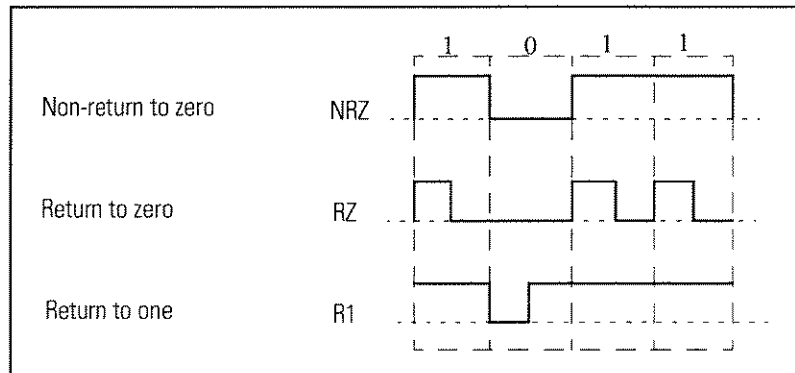 1 0 1 1
Non-return to zero NRZ
Return to zero RZ
Return to one R1